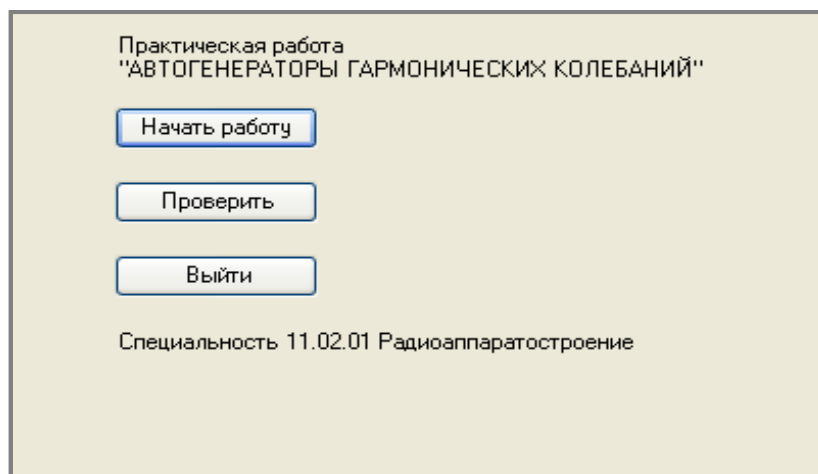 Практическая работа
"АВТОГЕНЕРАТОРЫ ГАРМОНИЧЕСКИХ КОЛЕБАНИЙ"
Начать работу
Проверить
Выйти
Специальность 11.02.01 Радиоаппаратостроение